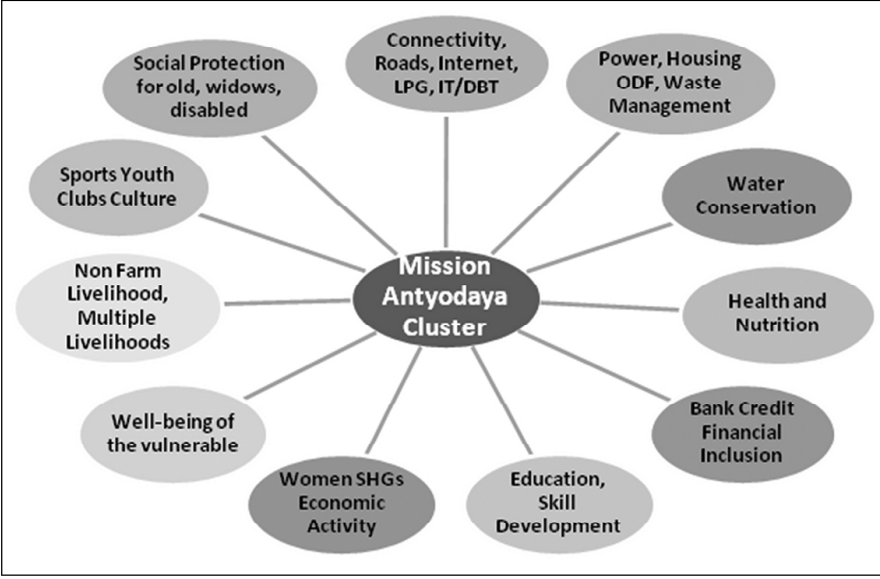 Connectivity,
Roads, Internet,
LPG, IT/DBT
Power, Housing
ODF, Waste
Management
Water
Conservation
Health and
Nutrition
Bank Credit
Financial
Inclusion
Education,
Skill
Development
Women SHGs
Economic
Activity
Well-being of
the vulnerable
Non Farm
Livelihood,
Multiple
Livelihoods
Sports Youth
Clubs Culture
Social Protection
for old, widows,
disabled
Mission
Antyodaya
Cluster